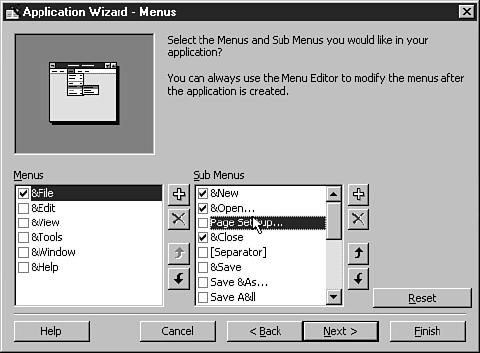 Application Wizard - Menus
Select the Menus and Sub Menus you would like in your
application?
You can always use the Menu Editor to modify the menus after
the application is created.
Menus
&File
&Edit
&View
&Tools
&Window
&Help
Sub Menus
&New
&Open...
Page Set&up...
&Close
[Separator]
&Save
Save &As...
Save A&ll
Reset
Help
Cancel
< Back
Next >
Finish